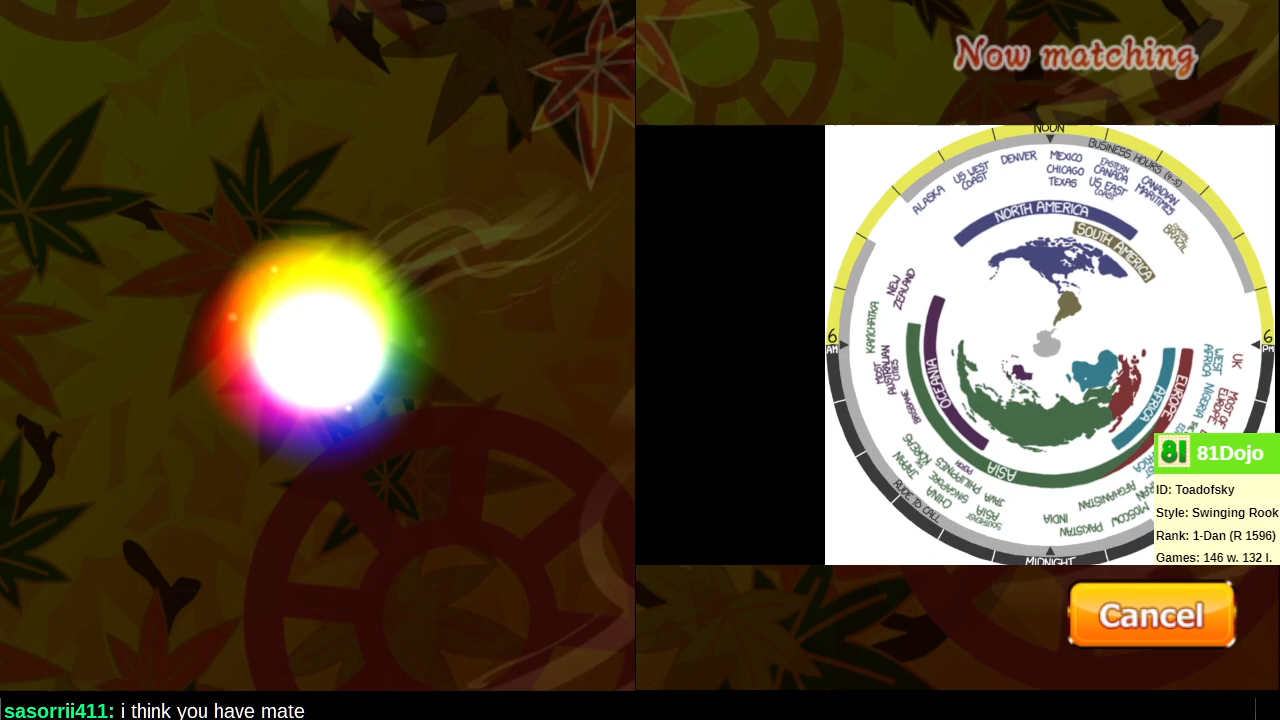 Now matching
NOON
BUSINESS HOURS (9-5)
ALASKA
US WEST
COAST
DENVER
MEXICO
CHICAGO
TEXAS
EASTERN
CANADA
US EAST
COAST
CANADIAN
MARITIMES
BRAZIL
NORTH AMERICA
SOUTH AMERICA
NEW
ZEALAND
KAMCHATKA
MOST
AUSTRALIAN
CITIES
BRISBANE
OCEANIA
6
AM
6
PM
UK
WEST
AFRICA
MOST OF
EUROPE
NIGERIA
EUROPE
AFRICA
ASIA
KOREAS
JAPAN
PERTH
PHILIPPINES
SINGAPORE
CHINA
JAVA
SOUTHEAST
ASIA
INDIA
PAKISTAN
AFGHANISTAN
MOSCOW
RUDE TO CALL
MIDNIGHT
81 81Dojo
ID: Toadofsky
Style: Swinging Rook
Rank: 1-Dan (R 1596)
Games: 146 w. 132 l.
Cancel
sasorrii411: i think you have mate